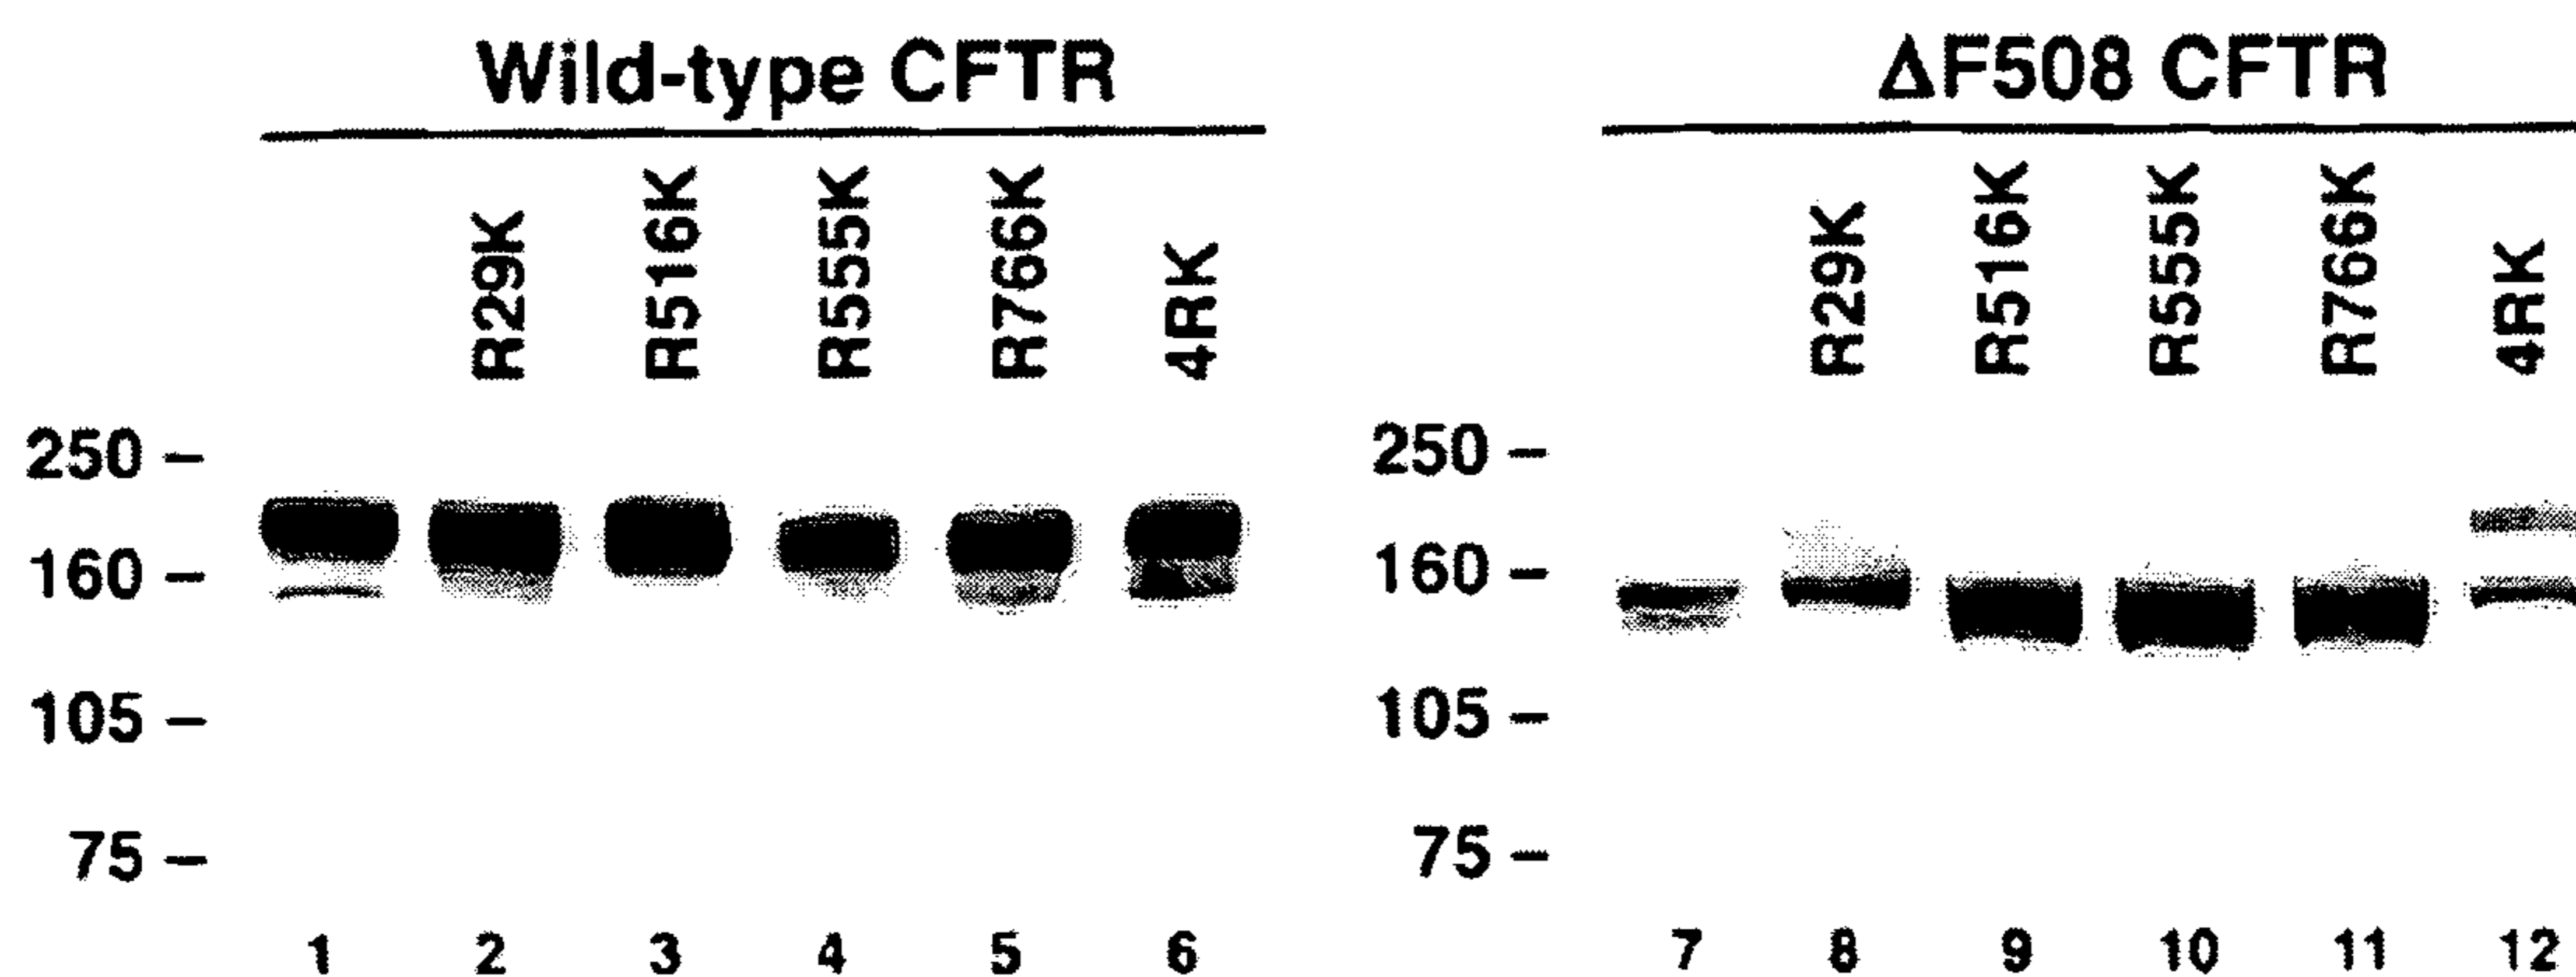 Wild-type CFTR
R29K R516K R555K R766K 4RK
250 –
160 –
105 –
75 –
1 2 3 4 5 6
ΔF508 CFTR
R29K R516K R555K R766K 4RK
250 –
160 –
105 –
75 –
7 8 9 10 11 12